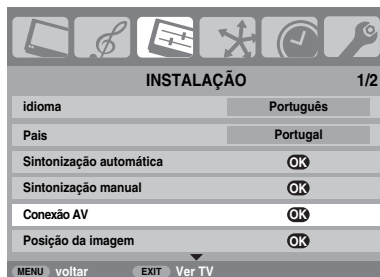 INSTALAÇÃO 1/2
idioma Português
Pais Portugal
Sintonização automática OK
Sintonização manual OK
Conexão AV OK
Posição da imagem OK
MENU voltar EXIT Ver TV